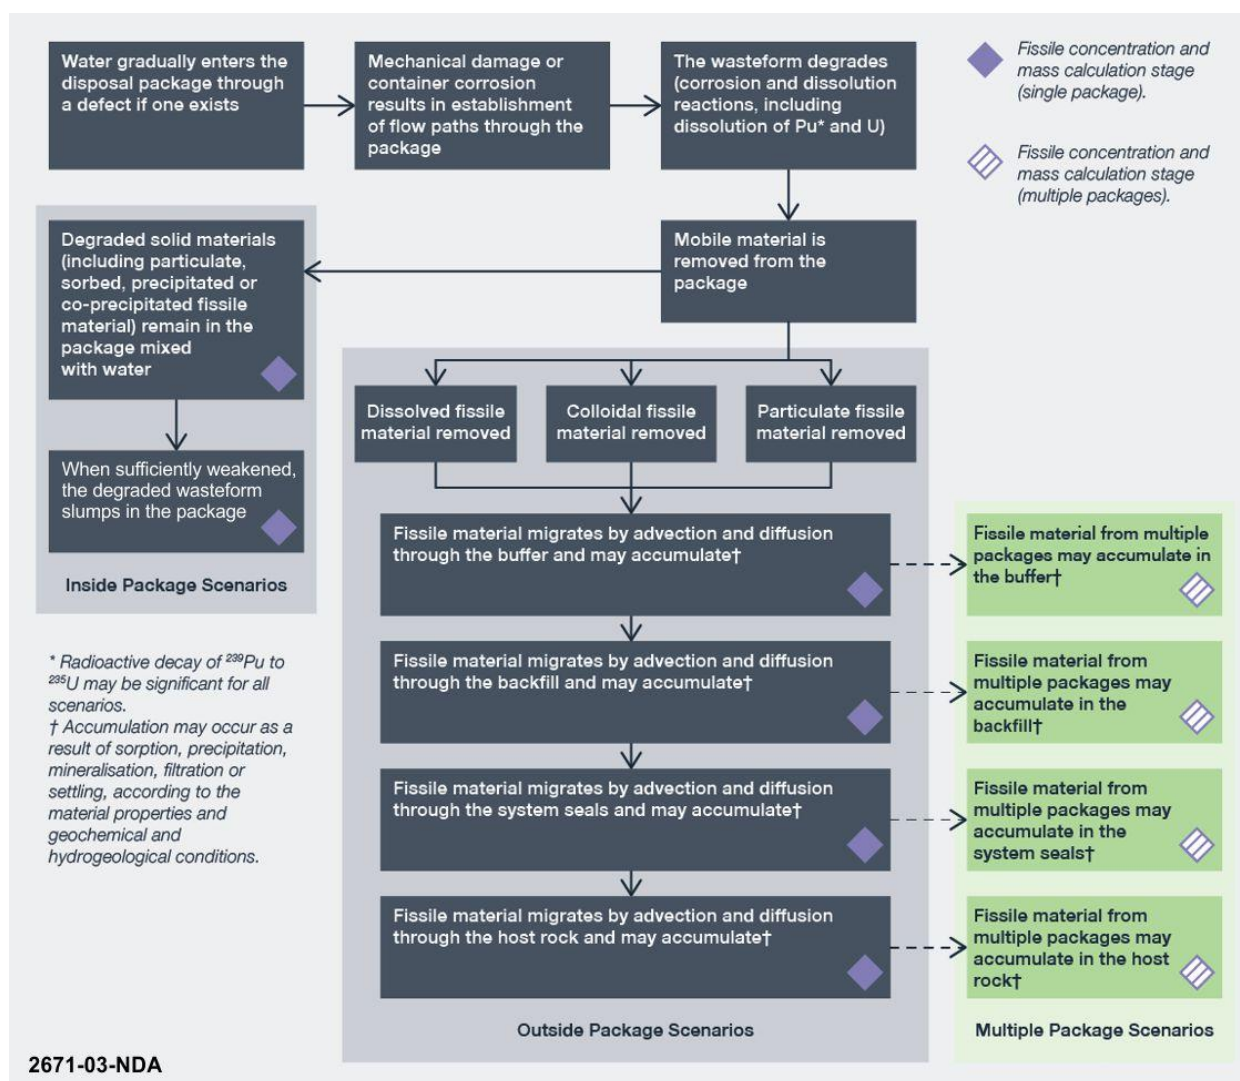 Water gradually enters the
disposal package through
a defect if one exists
Mechanical damage or
container corrosion
results in establishment
of flow paths through the
package
The wasteform degrades
(corrosion and dissolution
reactions, including
dissolution of Pu* and U)
Fissile concentration and
mass calculation stage
(single package).
Fissile concentration and
mass calculation stage
(multiple packages).
Degraded solid materials
(including particulate,
sorbed, precipitated or
co-precipitated fissile
material) remain in the
package mixed
with water
Mobile material is
removed from the
package
When sufficiently weakened,
the degraded wasteform
slumps in the package
Inside Package Scenarios
Dissolved fissile
material removed
Colloidal fissile
material removed
Particulate fissile
material removed
Fissile material migrates by advection and diffusion
through the buffer and may accumulate†
Fissile material from multiple
packages may accumulate in
the buffer†
Fissile material migrates by advection and diffusion
through the backfill and may accumulate†
Fissile material from
multiple packages may
accumulate in the
backfill†
Fissile material migrates by advection and diffusion
through the system seals and may accumulate†
Fissile material from
multiple packages may
accumulate in the
system seals†
Fissile material migrates by advection and diffusion
through the host rock and may accumulate†
Fissile material from
multiple packages may
accumulate in the host
rock†
Outside Package Scenarios
Multiple Package Scenarios
* Radioactive decay of ²³⁹Pu to
²³⁵U may be significant for all
scenarios.
† Accumulation may occur as a
result of sorption, precipitation,
mineralisation, filtration or
settling, according to the
material properties and
geochemical and
hydrogeological conditions.
2671-03-NDA